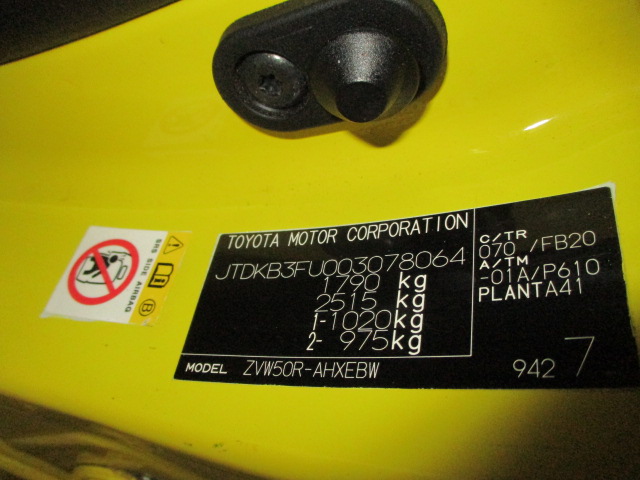 TOYOTA MOTOR CORPORATION
JTDKB3FU003078064
1790 kg
2515 kg
1-1020kg
2- 975kg
MODEL ZVW50R-AHXEBW
C/TR
070 /FB20
A/TM
-01A/P610
PLANTA41
942 7
SRS SIDE AIRBAG
B